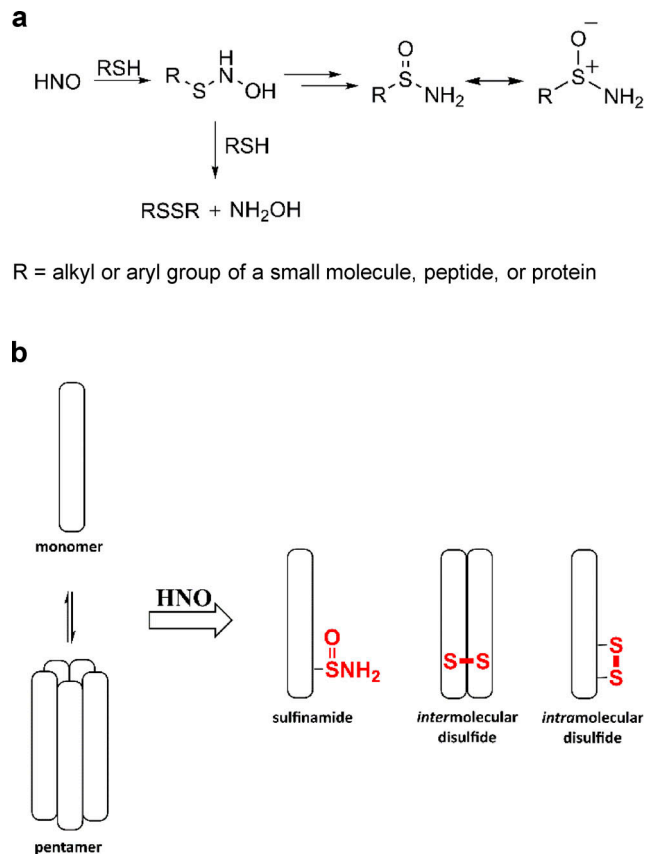 a
HNO
RSH
R
S
H
N
OH
O
S
R
NH₂
O⁻
S⁺
R
NH₂
RSH
RSSR + NH₂OH
R = alkyl or aryl group of a small molecule, peptide, or protein
b
monomer
HNO
O
SNH₂
sulfinamide
S S
intermolecular
disulfide
S
S
intramolecular
disulfide
pentamer